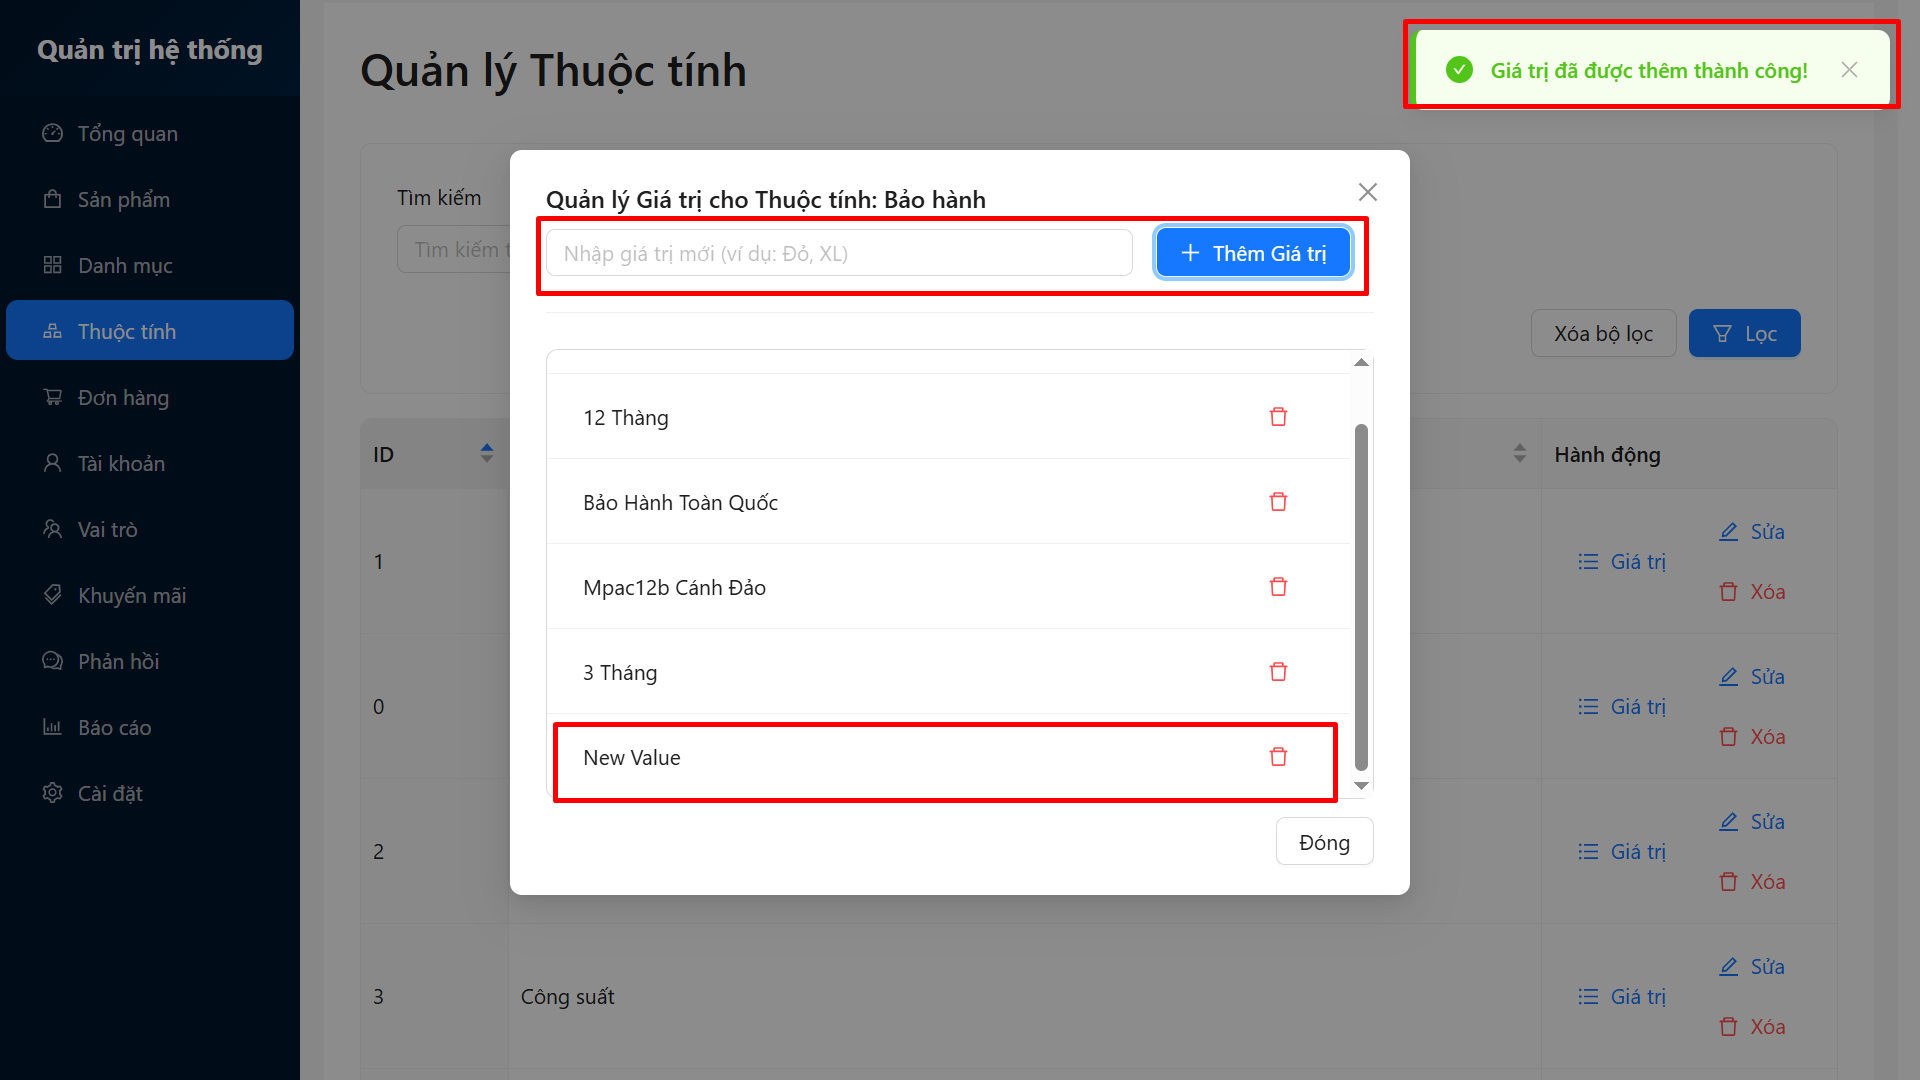 Quản trị hệ thống
Tổng quan
Sản phẩm
Danh mục
Thuộc tính
Đơn hàng
Tài khoản
Vai trò
Khuyến mãi
Phản hồi
Báo cáo
Cài đặt
Quản lý Thuộc tính
Giá trị đã được thêm thành công!
Tìm kiếm
Tìm kiếm
Xóa bộ lọc
Lọc
ID
Hành động
1
Giá trị
Sửa
Xóa
0
Giá trị
Sửa
Xóa
2
Giá trị
Sửa
Xóa
3
Công suất
Giá trị
Sửa
Xóa
Quản lý Giá trị cho Thuộc tính: Bảo hành
Nhập giá trị mới (ví dụ: Đỏ, XL)
Thêm Giá trị
12 Thàng
Bảo Hành Toàn Quốc
Mpac12b Cánh Đảo
3 Tháng
New Value
Đóng